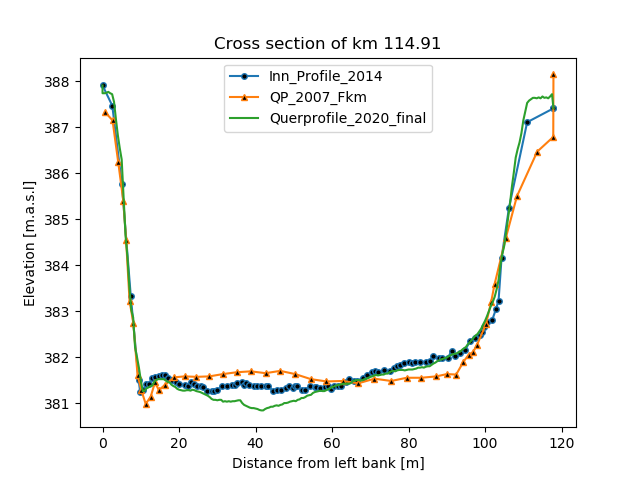 Cross section of km 114.91
Inn_Profile_2014
QP_2007_Fkm
Querprofile_2020_final
Elevation [m.a.s.l]
388
387
386
385
384
383
382
381
0 20 40 60 80 100 120
Distance from left bank [m]